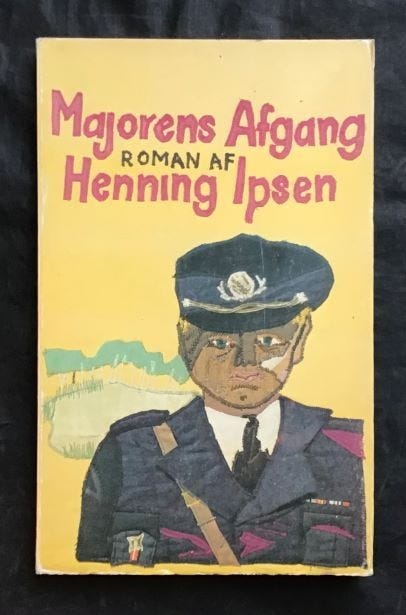 Majorens Afgang
ROMAN AF
Henning Ipsen